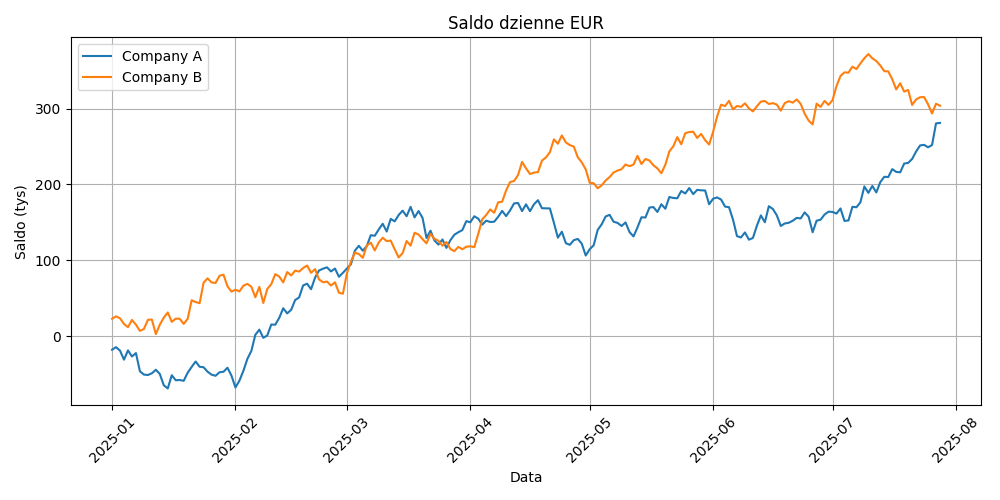 Saldo dzienne EUR
Company A
Company B
Saldo (tys)
300
200
100
0
2025-01
2025-02
2025-03
2025-04
2025-05
2025-06
2025-07
2025-08
Data